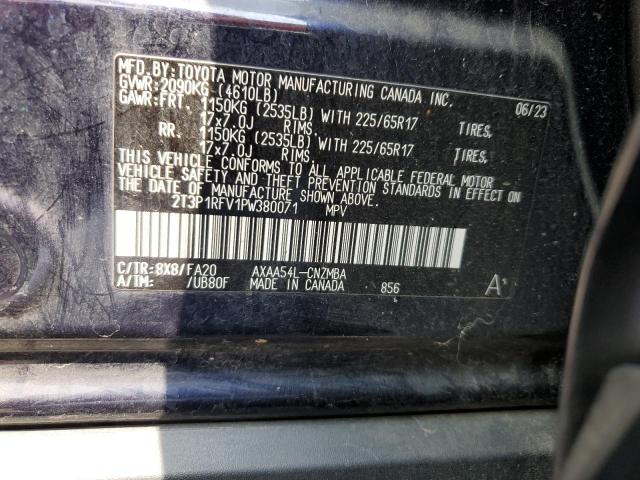 MFD. BY: TOYOTA MOTOR MANUFACTURING CANADA INC.
GVWR: 2090KG (4610LB) 06/23
GAWR: FRT. 1150KG (2535LB) WITH 225/65R17 TIRES,
17x7.0J RIMS.
RR. 1150KG (2535LB) WITH 225/65R17 TIRES,
17x7.0J RIMS.
THIS VEHICLE CONFORMS TO ALL APPLICABLE FEDERAL MOTOR
VEHICLE SAFETY AND THEFT PREVENTION STANDARDS IN EFFECT ON
THE DATE OF MANUFACTURE SHOWN ABOVE.
2T3P1RFV1PW380071 MPV
C/TR: 8X8/FA20 AXAA54L-CNZMBA
A/TM: /UB80F MADE IN CANADA 856 A